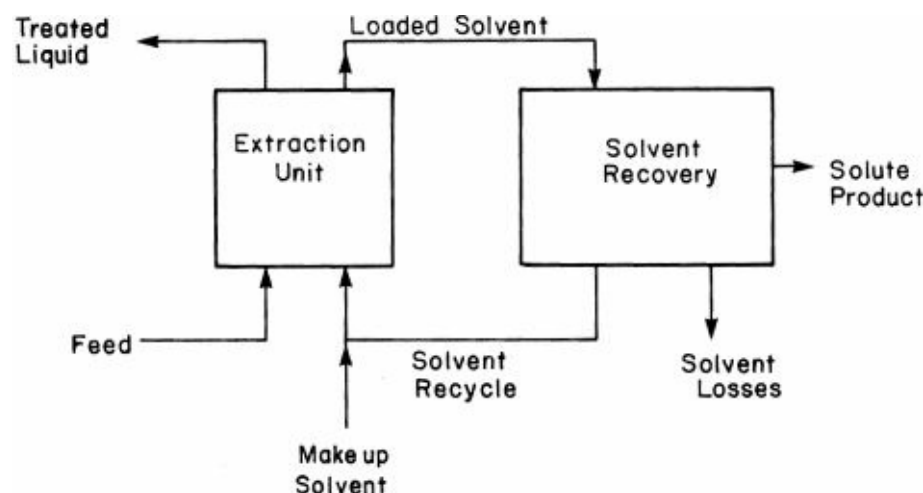 Treated
Liquid
Loaded Solvent
Extraction
Unit
Solvent
Recovery
Solute
Product
Feed
Solvent
Recycle
Solvent
Losses
Make up
Solvent